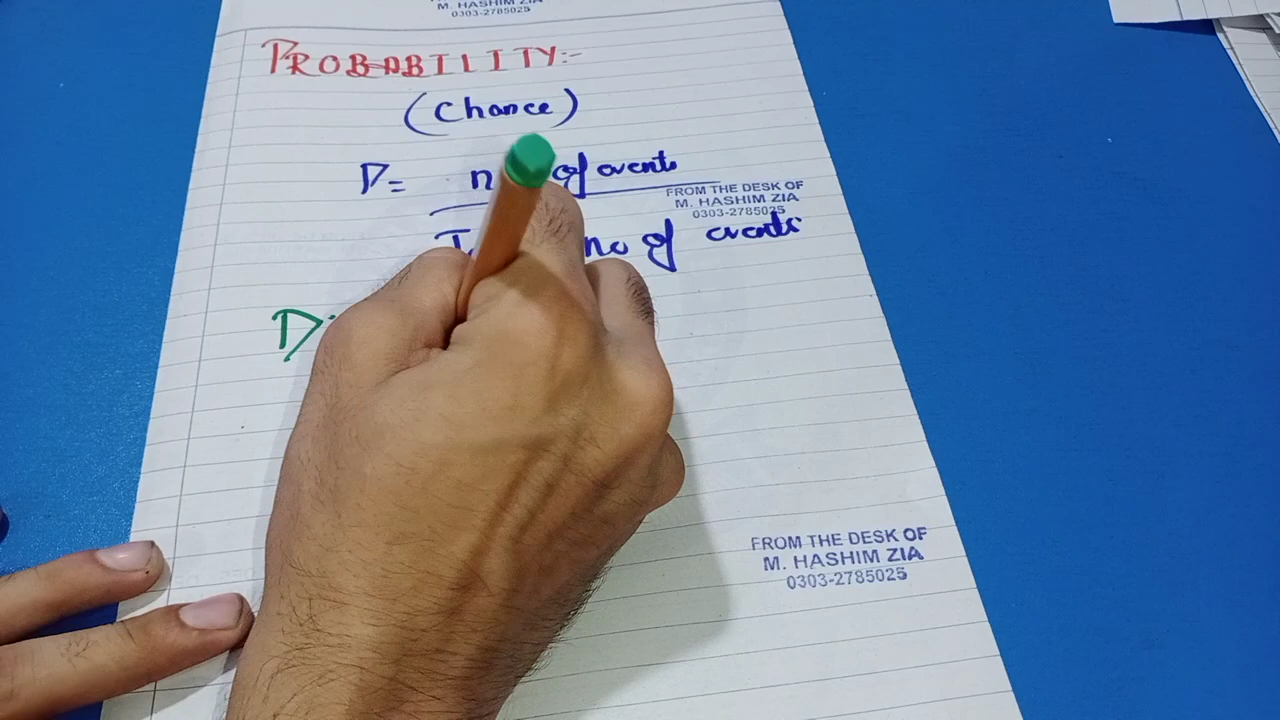 M. HASHIM ZIA
0303-2785025
PROBABILITY:-
(Chance)
P= n of events
FROM THE DESK OF
M. HASHIM ZIA
0303-2785025
no of events
FROM THE DESK OF
M. HASHIM ZIA
0303-2785025